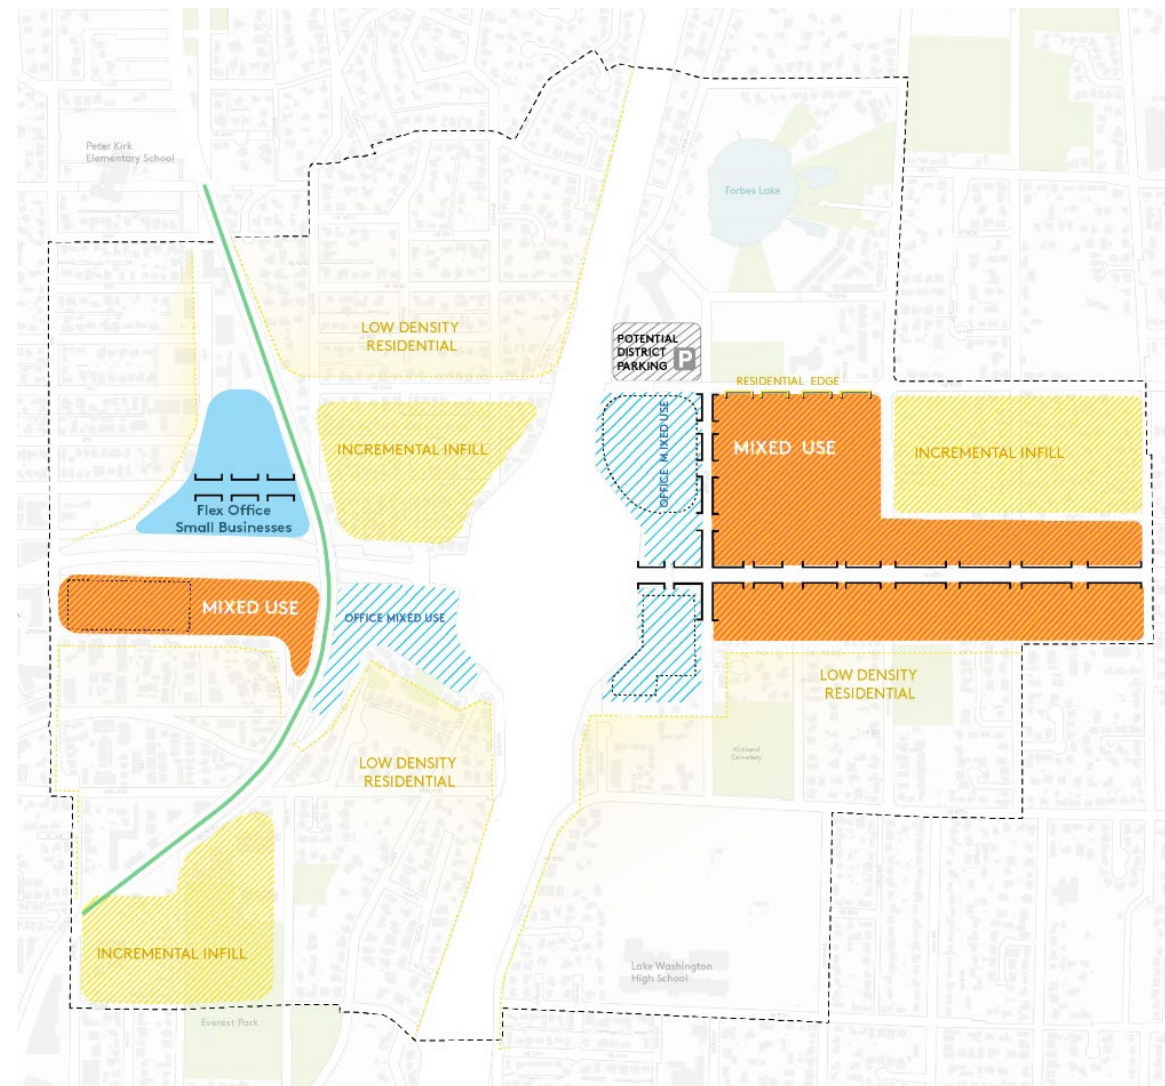 Peter Kirk
Elementary School
Forbes Lake
LOW DENSITY
RESIDENTIAL
POTENTIAL
DISTRICT
PARKING
P
RESIDENTIAL EDGE
OFFICE MIXED USE
MIXED USE
INCREMENTAL INFILL
INCREMENTAL INFILL
Flex Office
Small Businesses
MIXED USE
OFFICE MIXED USE
LOW DENSITY
RESIDENTIAL
Kirkland
Cemetery
LOW DENSITY
RESIDENTIAL
INCREMENTAL INFILL
Lake Washington
High School
Everest Park